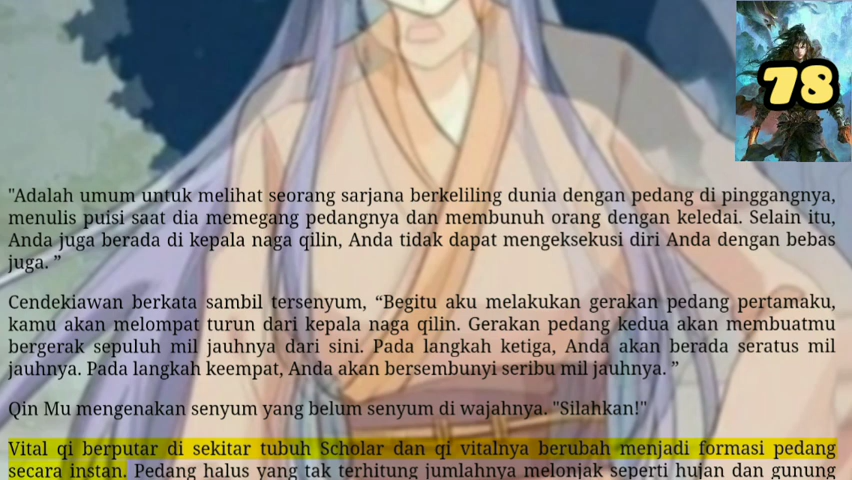 78
"Adalah umum untuk melihat seorang sarjana berkeliling dunia dengan pedang di pinggangnya,
menulis puisi saat dia memegang pedangnya dan membunuh orang dengan keledai. Selain itu,
Anda juga berada di kepala naga qilin, Anda tidak dapat mengeksekusi diri Anda dengan bebas
juga. ”
Cendekiawan berkata sambil tersenyum, “Begitu aku melakukan gerakan pedang pertamaku,
kamu akan melompat turun dari kepala naga qilin. Gerakan pedang kedua akan membuatmu
bergerak sepuluh mil jauhnya dari sini. Pada langkah ketiga, Anda akan berada seratus mil
jauhnya. Pada langkah keempat, Anda akan bersembunyi seribu mil jauhnya. ”
Qin Mu mengenakan senyum yang belum senyum di wajahnya. "Silahkan!"
Vital qi berputar di sekitar tubuh Scholar dan qi vitalnya berubah menjadi formasi pedang
secara instan. Pedang halus yang tak terhitung jumlahnya melonjak seperti hujan dan gunung